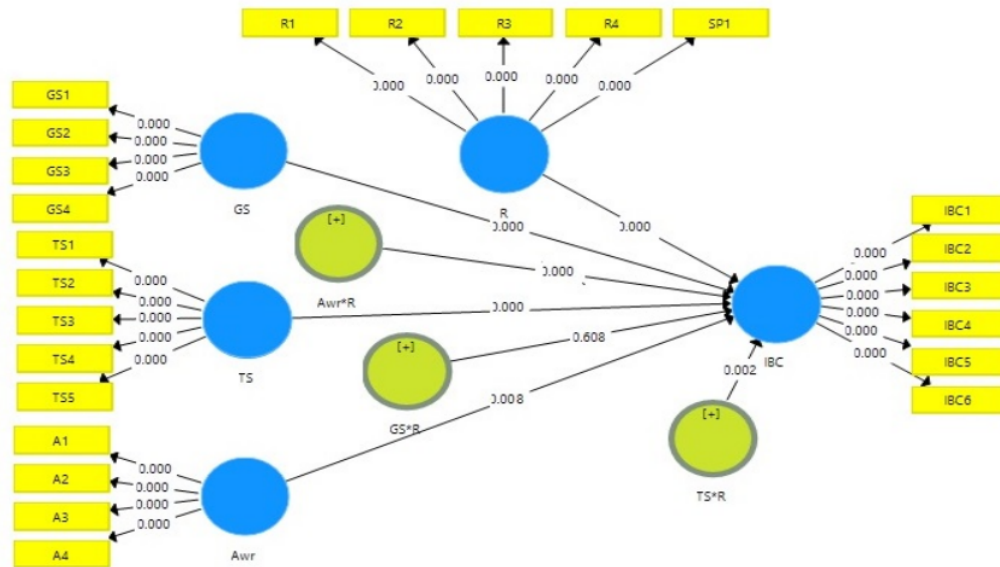 R1 R2 R3 R4 SP1
0.000 0.000 0.000 0.000 0.000
R
GS1
GS2
GS3
GS4
0.000
0.000
0.000
0.000
GS
0.000
0.000
[+]
Awr*R
0.000
TS1
TS2
TS3
TS4
TS5
0.000
0.000
0.000
0.000
0.000
TS
0.000
[+]
GS*R
0.608
A1
A2
A3
A4
0.000
0.000
0.000
0.000
Awr
0.008
[+]
TS*R
0.002
IBC
0.000
0.000
0.000
0.000
0.000
0.000
IBC1
IBC2
IBC3
IBC4
IBC5
IBC6